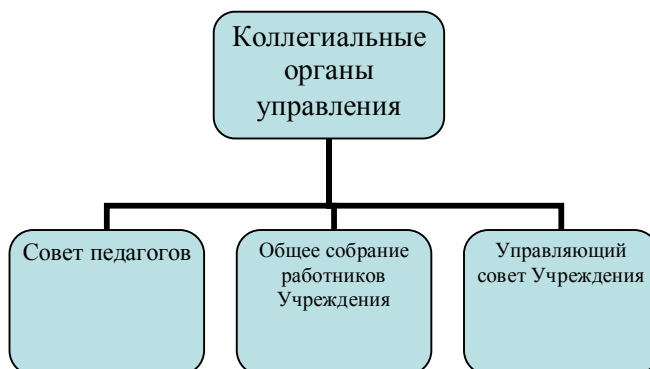 Коллегиальные
органы
управления
Совет педагогов
Общее собрание
работников
Учреждения
Управляющий
совет Учреждения